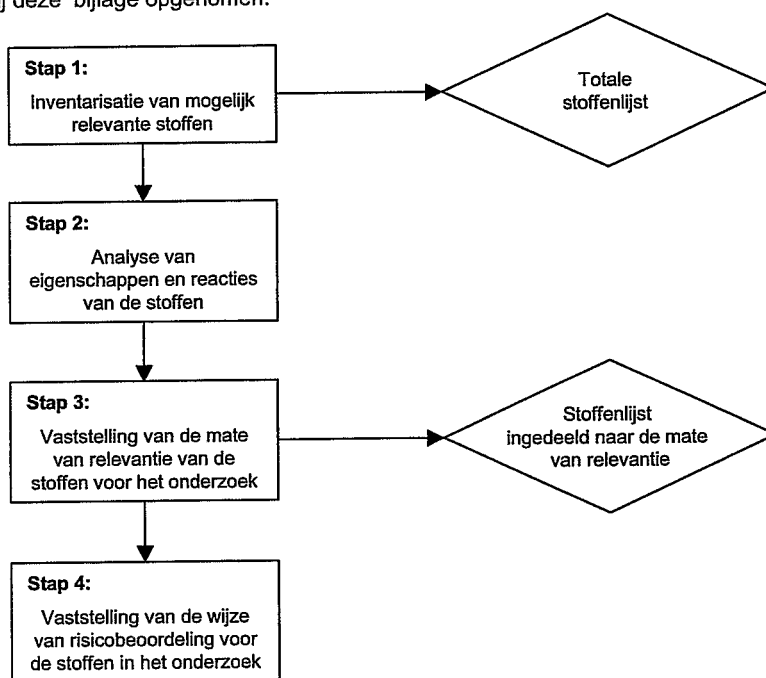 deze bijlage opgenomen.
Stap 1:
Inventarisatie van mogelijk
relevante stoffen
Totale
stoffenlijst
Stap 2:
Analyse van
eigenschappen en reacties
van de stoffen
Stap 3:
Vaststelling van de mate
van relevantie van de
stoffen voor het onderzoek
Stoffenlijst
ingedeeld naar de mate
van relevantie
Stap 4:
Vaststelling van de wijze
van risicobeoordeling voor
de stoffen in het onderzoek